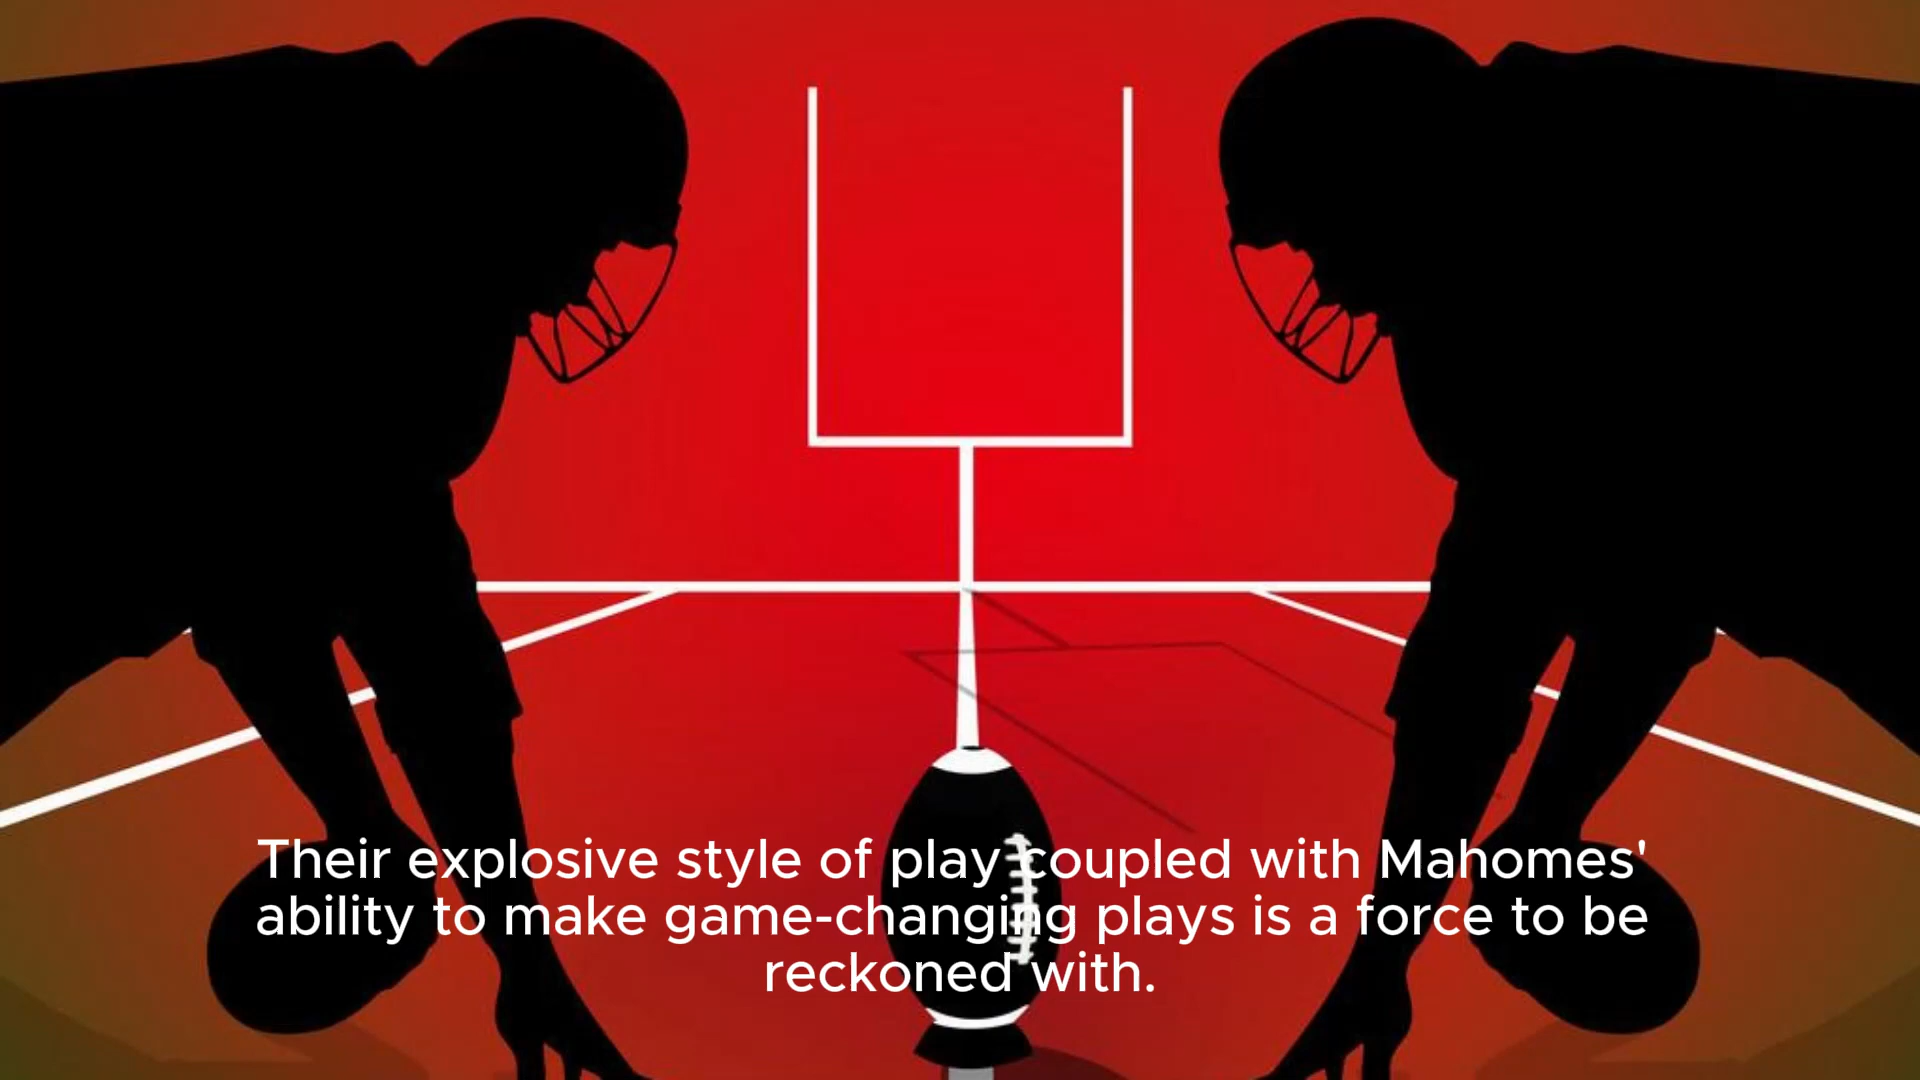 Their explosive style of play coupled with Mahomes'
ability to make game-changing plays is a force to be
reckoned with.